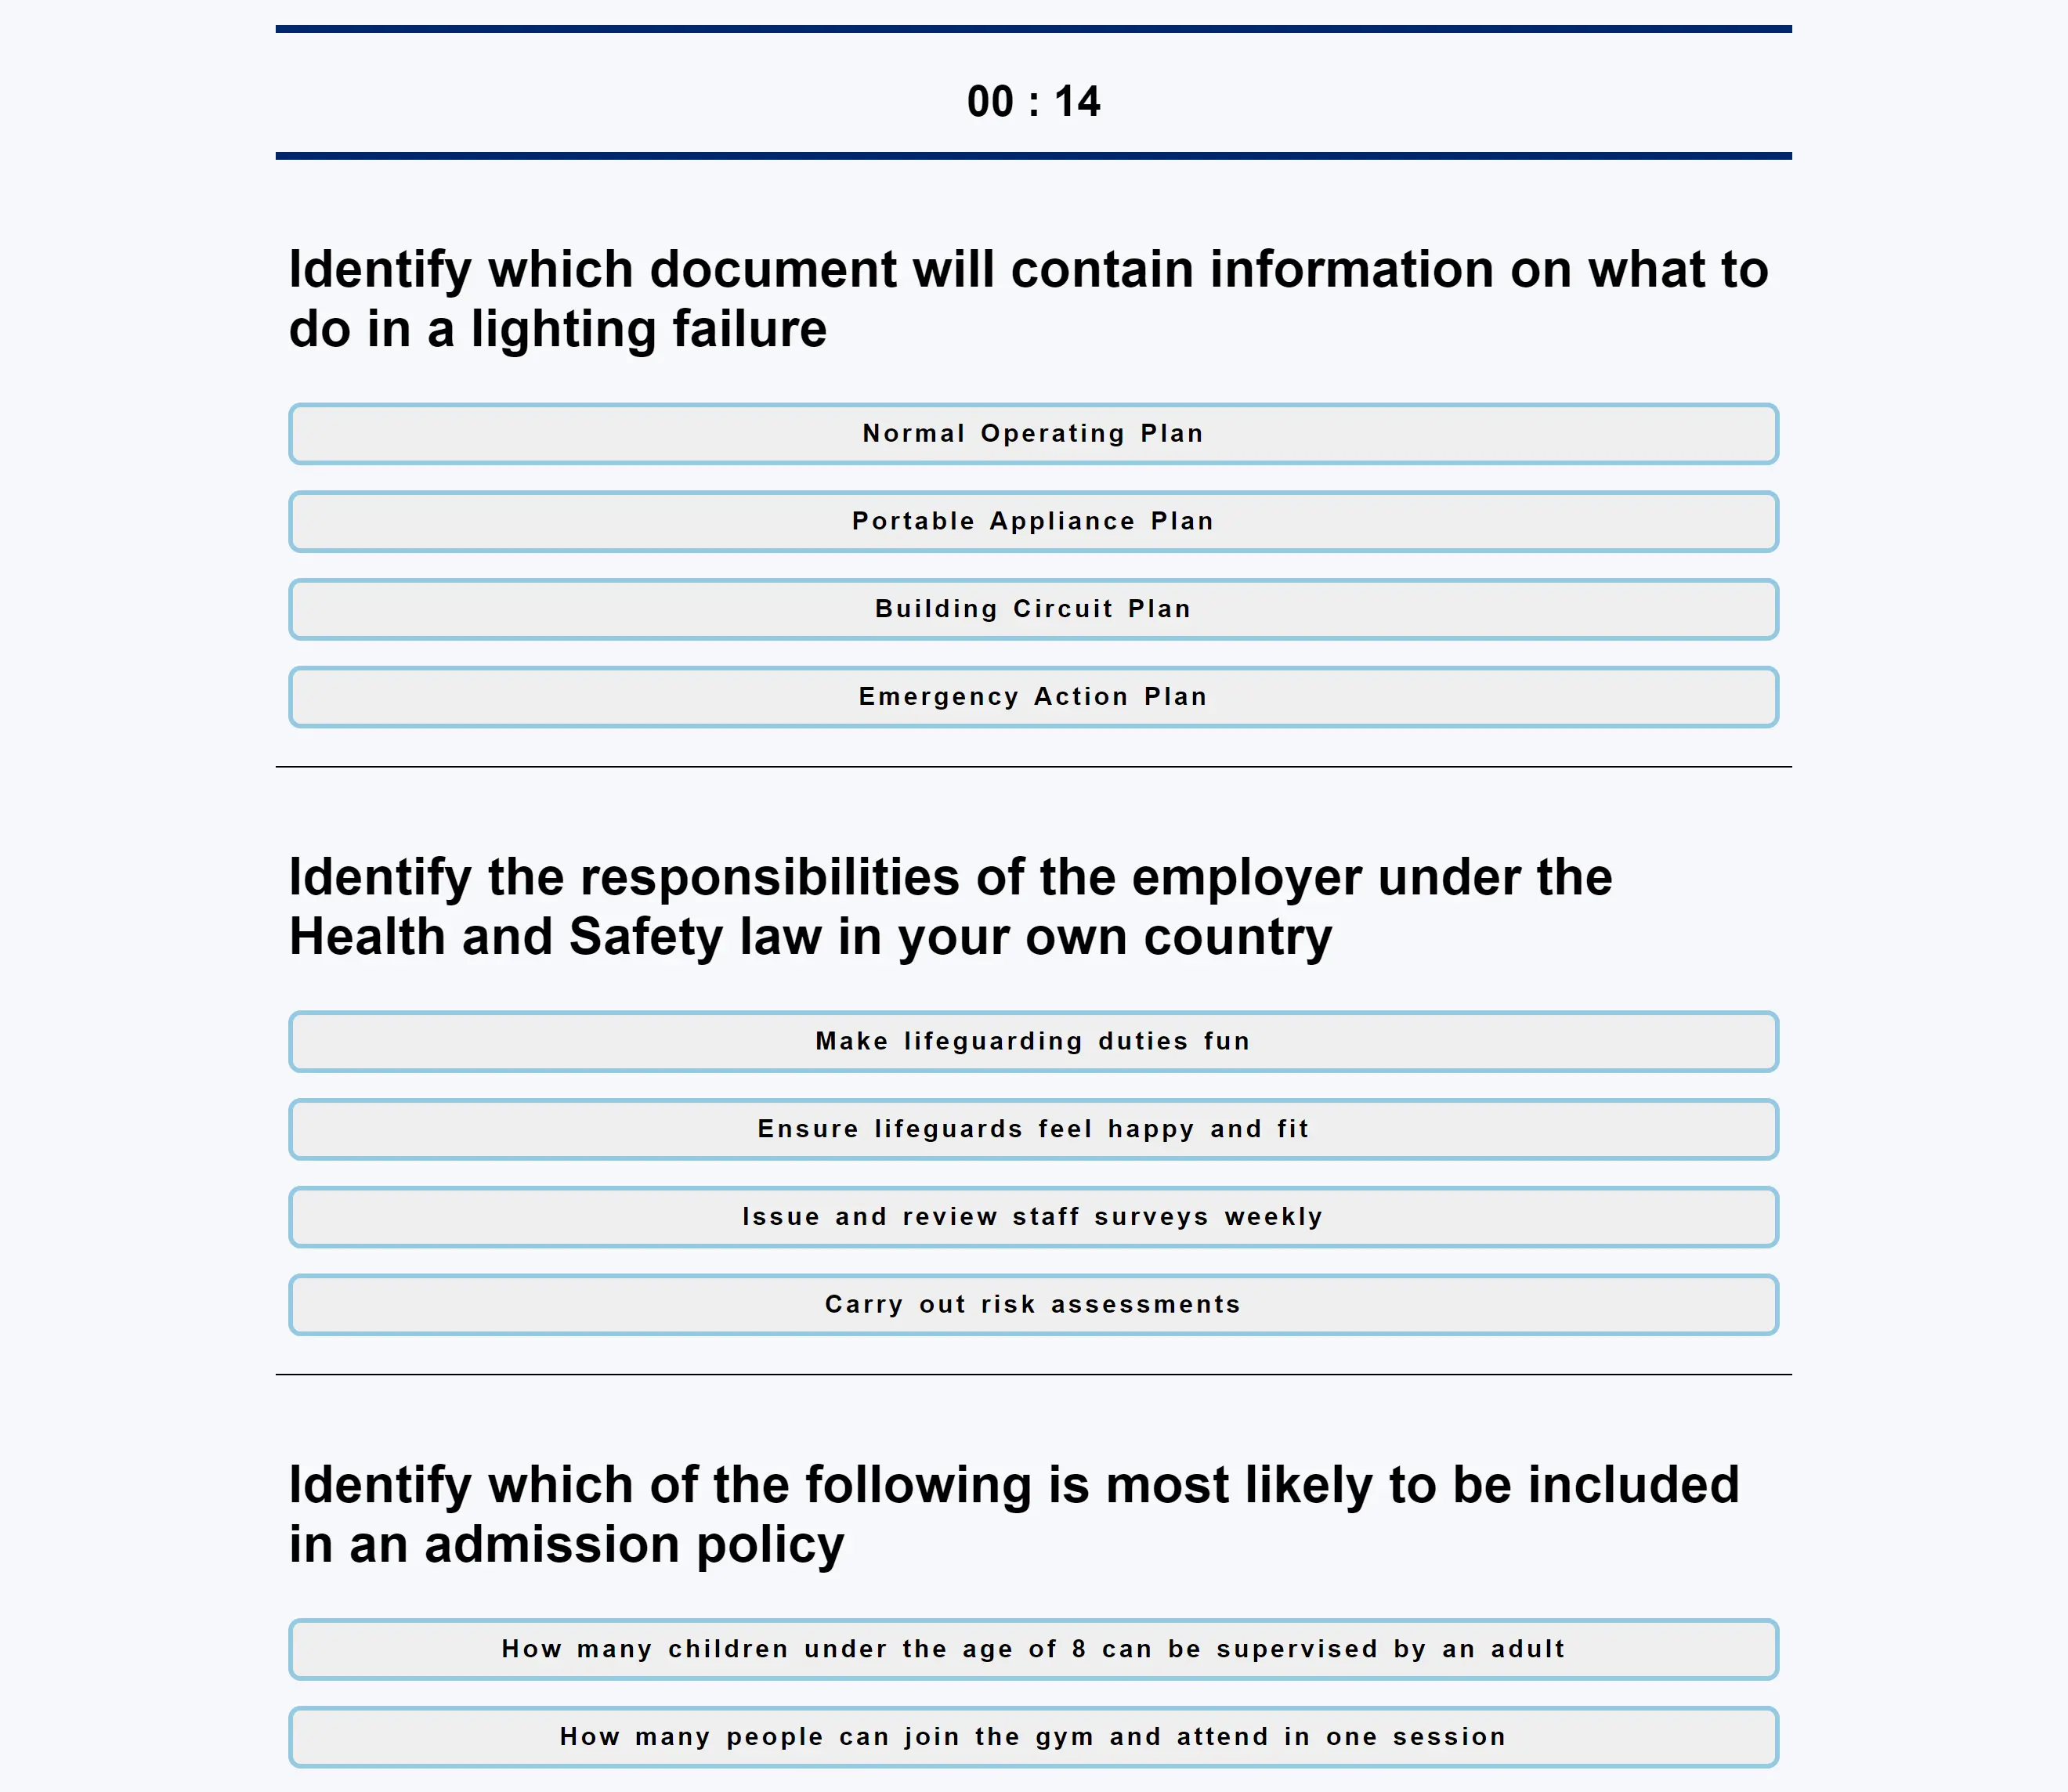 00 : 14
Identify which document will contain information on what to
do in a lighting failure
Normal Operating Plan
Portable Appliance Plan
Building Circuit Plan
Emergency Action Plan
Identify the responsibilities of the employer under the
Health and Safety law in your own country
Make lifeguarding duties fun
Ensure lifeguards feel happy and fit
Issue and review staff surveys weekly
Carry out risk assessments
Identify which of the following is most likely to be included
in an admission policy
How many children under the age of 8 can be supervised by an adult
How many people can join the gym and attend in one session